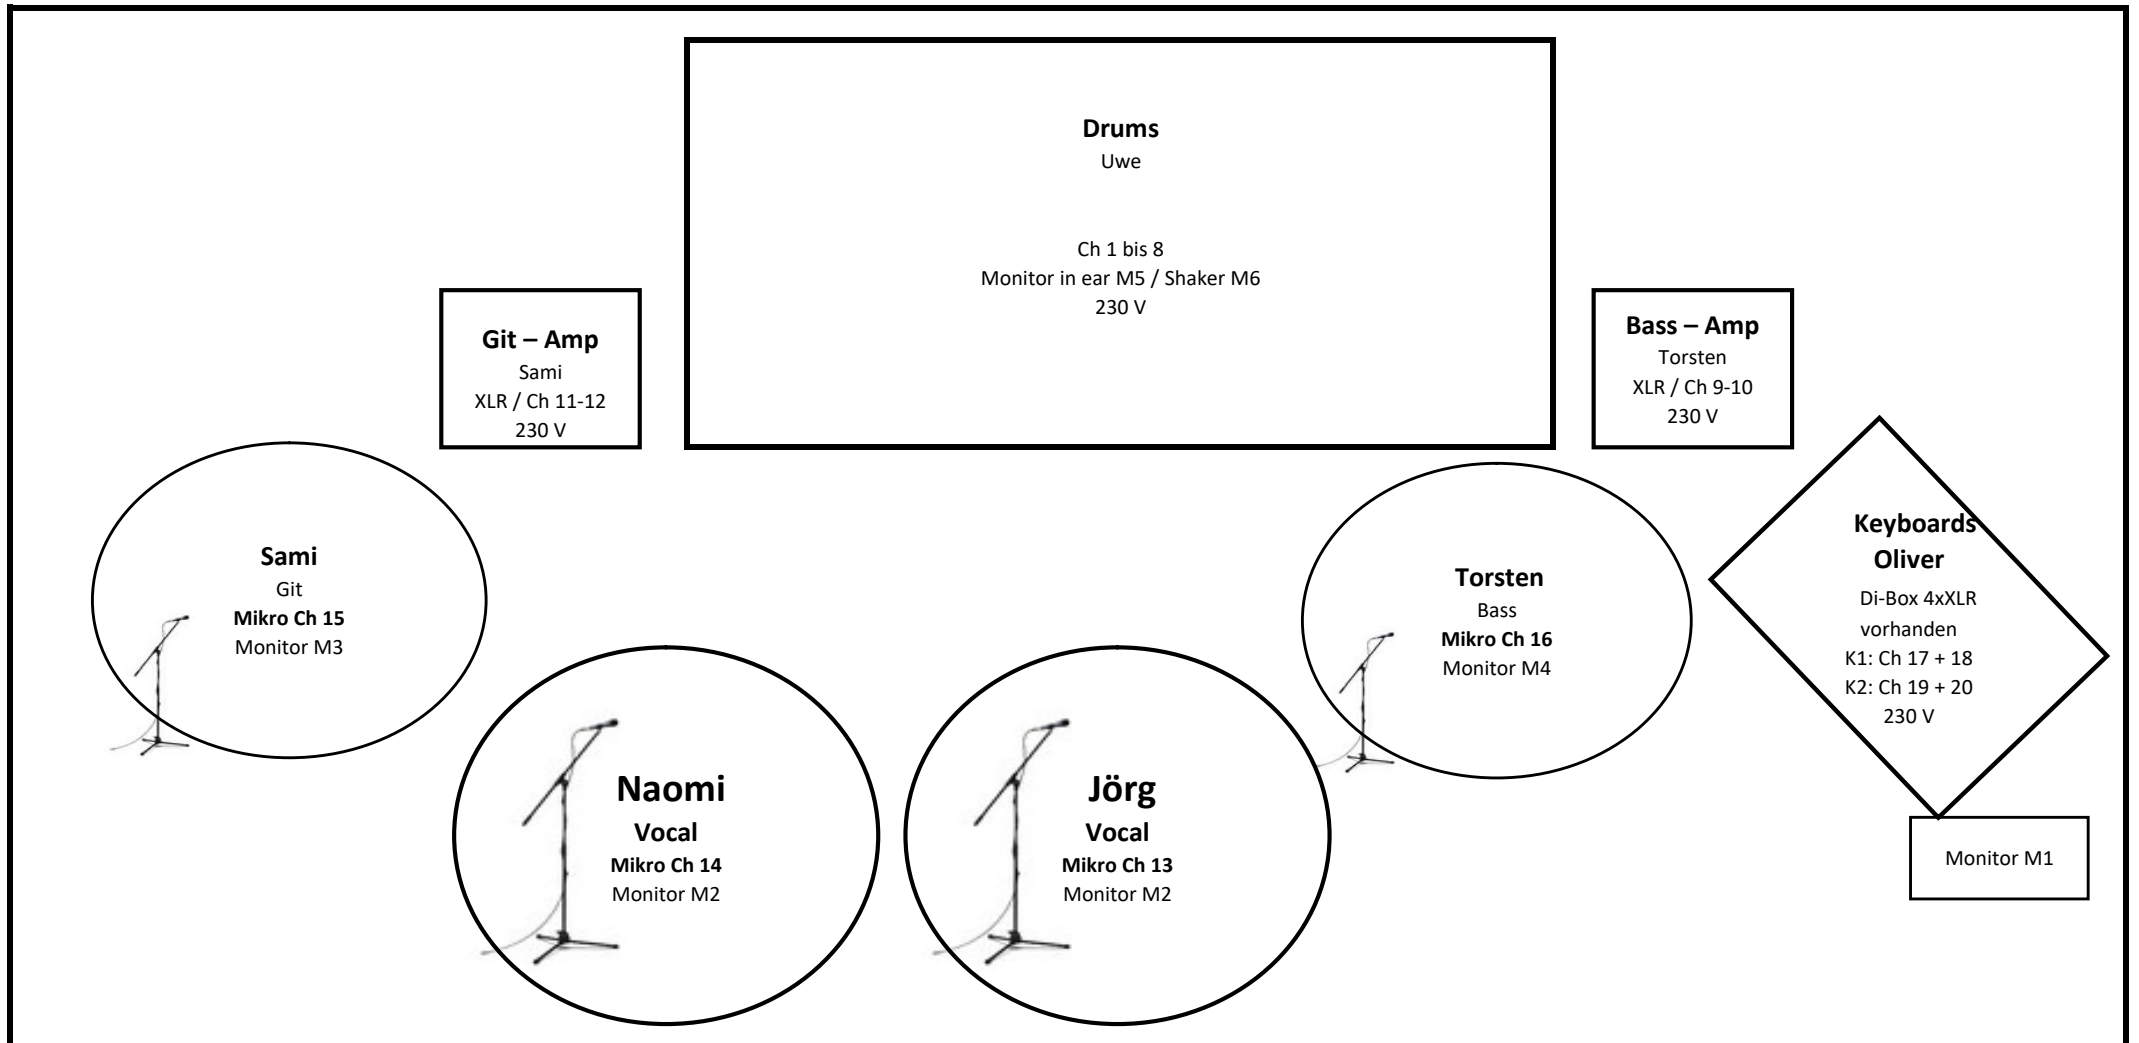 Drums
Uwe
Ch 1 bis 8
Monitor in ear M5 / Shaker M6
230 V
Git – Amp
Sami
XLR / Ch 11-12
230 V
Bass – Amp
Torsten
XLR / Ch 9-10
230 V
Sami
Git
Mikro Ch 15
Monitor M3
Naomi
Vocal
Mikro Ch 14
Monitor M2
Jörg
Vocal
Mikro Ch 13
Monitor M2
Torsten
Bass
Mikro Ch 16
Monitor M4
Keyboards
Oliver
Di-Box 4xXLR
vorhanden
K1: Ch 17 + 18
K2: Ch 19 + 20
230 V
Monitor M1